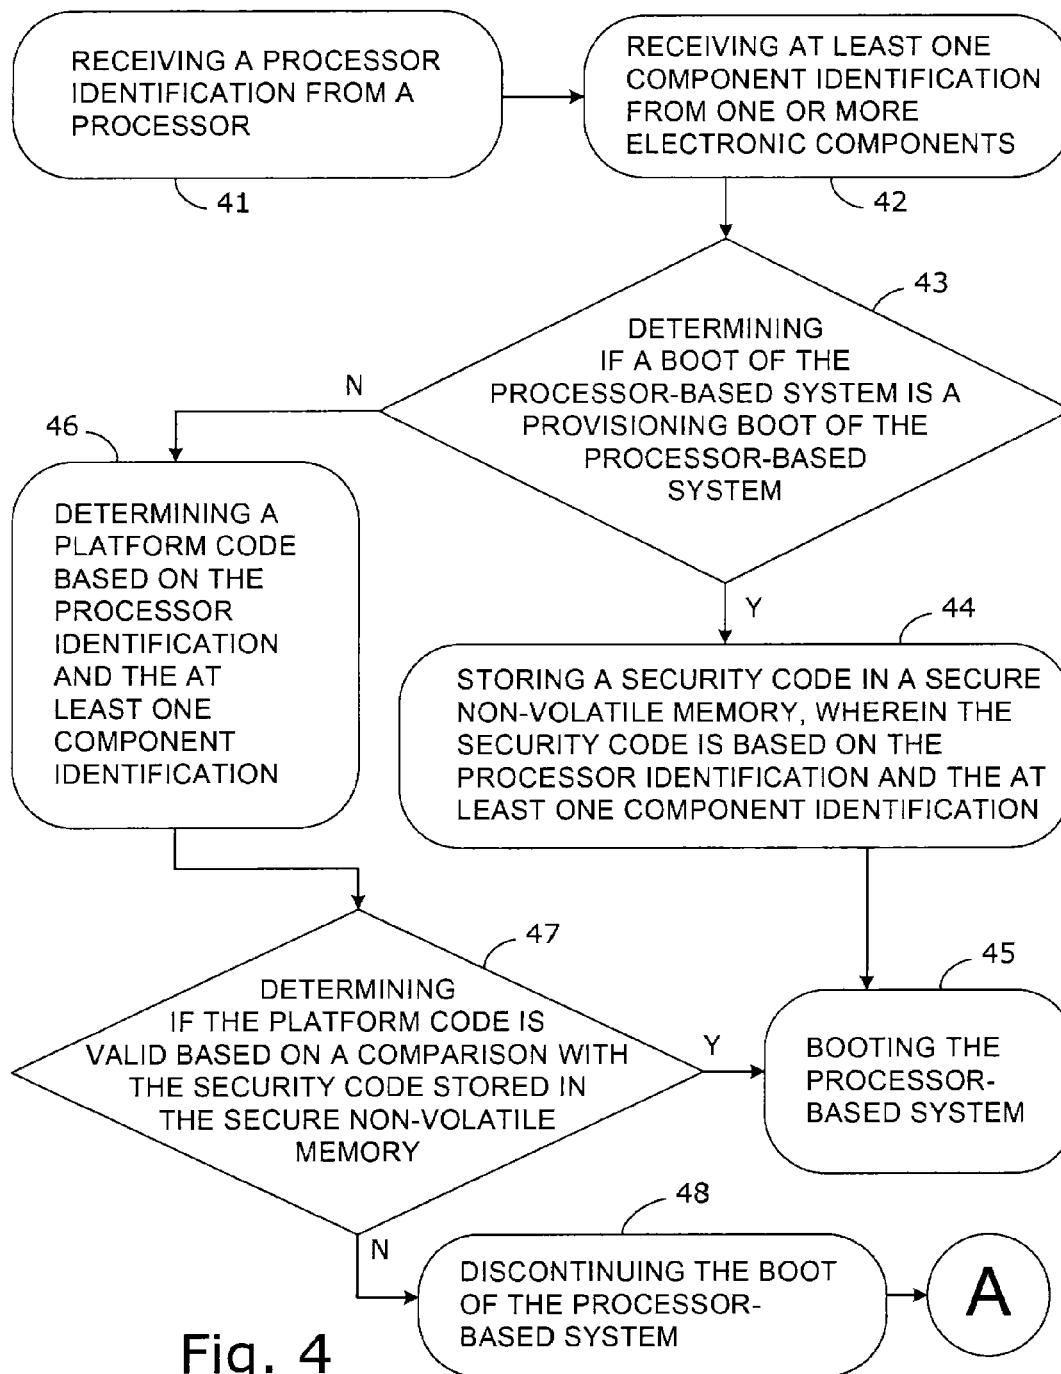 RECEIVING A PROCESSOR
IDENTIFICATION FROM A
PROCESSOR
41
RECEIVING AT LEAST ONE
COMPONENT IDENTIFICATION
FROM ONE OR MORE
ELECTRONIC COMPONENTS
42
43
DETERMINING
IF A BOOT OF THE
PROCESSOR-BASED SYSTEM IS A
PROVISIONING BOOT OF THE
PROCESSOR-BASED
SYSTEM
N
Y
46
DETERMINING A
PLATFORM CODE
BASED ON THE
PROCESSOR
IDENTIFICATION
AND THE AT
LEAST ONE
COMPONENT
IDENTIFICATION
44
STORING A SECURITY CODE IN A SECURE
NON-VOLATILE MEMORY, WHEREIN THE
SECURITY CODE IS BASED ON THE
PROCESSOR IDENTIFICATION AND THE AT
LEAST ONE COMPONENT IDENTIFICATION
47
DETERMINING
IF THE PLATFORM CODE IS
VALID BASED ON A COMPARISON WITH
THE SECURITY CODE STORED IN
THE SECURE NON-VOLATILE
MEMORY
Y
N
45
BOOTING THE
PROCESSOR-
BASED SYSTEM
48
DISCONTINUING THE BOOT
OF THE PROCESSOR-
BASED SYSTEM
A
Fig. 4